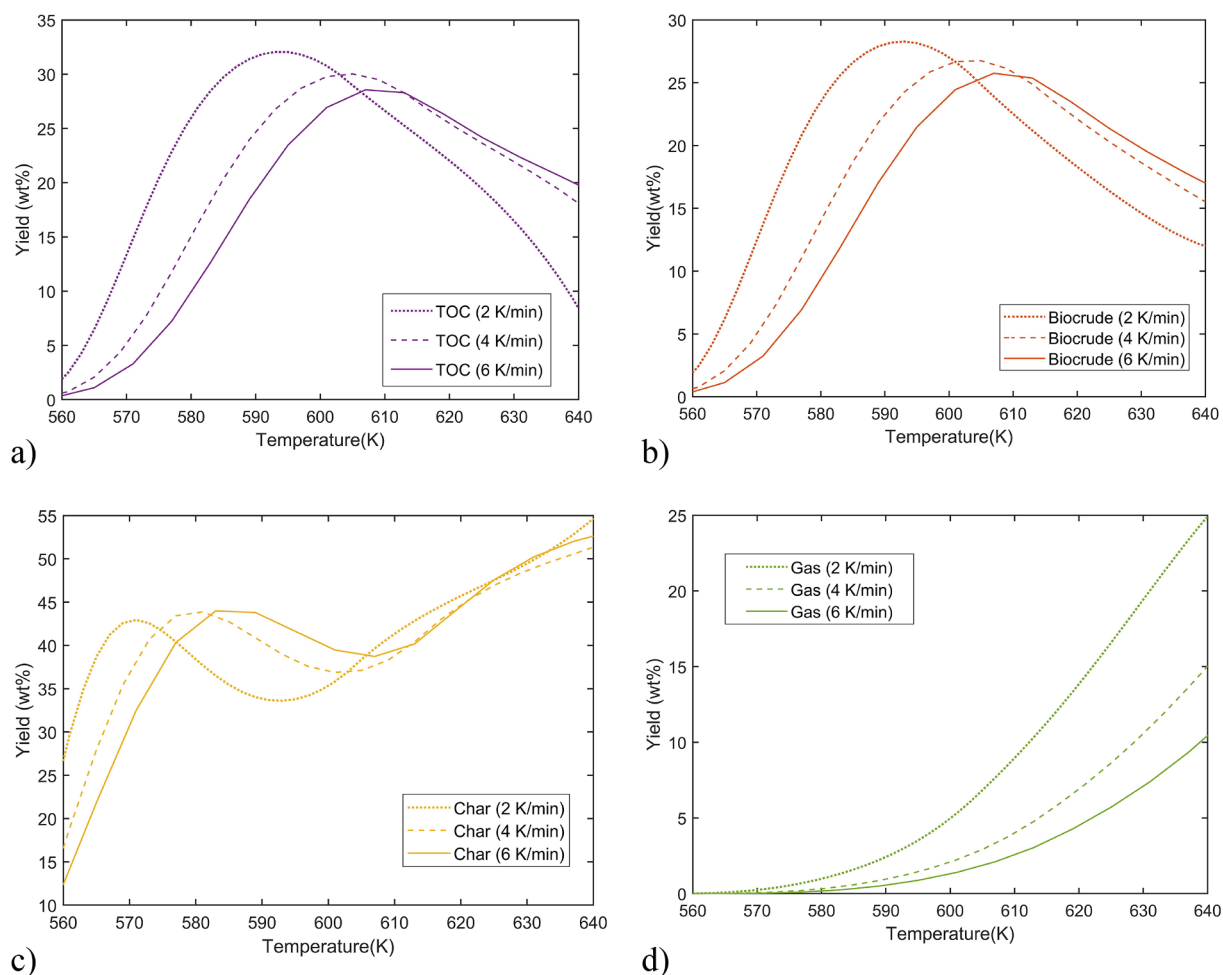 35
30
25
20
15
10
5
0
Yield (wt%)
TOC (2 K/min)
TOC (4 K/min)
TOC (6 K/min)
560 570 580 590 600 610 620 630 640
Temperature(K)
a)
30
25
20
15
10
5
0
Yield(wt%)
Biocrude (2 K/min)
Biocrude (4 K/min)
Biocrude (6 K/min)
560 570 580 590 600 610 620 630 640
Temperature(K)
b)
55
50
45
40
35
30
25
20
15
10
Yield (wt%)
Char (2 K/min)
Char (4 K/min)
Char (6 K/min)
560 570 580 590 600 610 620 630 640
Temperature(K)
c)
25
20
15
10
5
0
Yield (wt%)
Gas (2 K/min)
Gas (4 K/min)
Gas (6 K/min)
560 570 580 590 600 610 620 630 640
Temperature(K)
d)